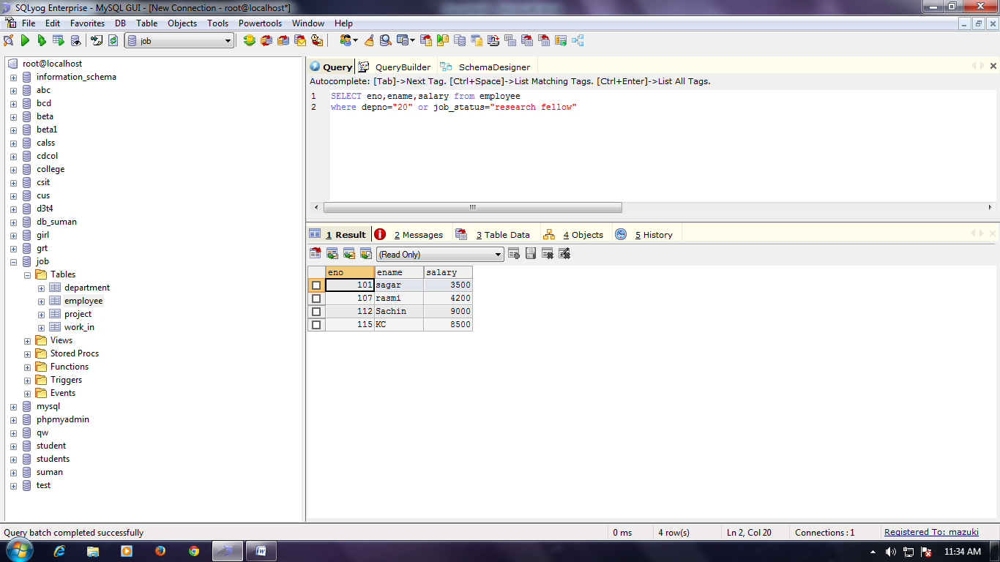 SQLyog Enterprise - MySQL GUI - [New Connection - root@localhost*]
File Edit Favorites DB Table Objects Tools Powertools Window Help
job
root@localhost
information_schema
abc
bcd
beta
beta1
calss
cdcol
college
csit
cus
d3t4
db_suman
girl
grt
job
Tables
department
employee
project
work_in
Views
Stored Procs
Functions
Triggers
Events
mysql
phpmyadmin
qw
student
students
suman
test
Query QueryBuilder SchemaDesigner
Autocomplete: [Tab]->Next Tag. [Ctrl+Space]->List Matching Tags. [Ctrl+Enter]->List All Tags.
1 SELECT eno,ename,salary from employee
2 where depno="20" or job_status="research fellow"
1 Result 2 Messages 3 Table Data 4 Objects 5 History
(Read Only)
eno ename salary
101 sagar 3500
107 rasmi 4200
112 Sachin 9000
115 KC 8500
Query batch completed successfully 0 ms 4 row(s) Ln 2, Col 20 Connections : 1 Registered To: mazuki
11:34 AM